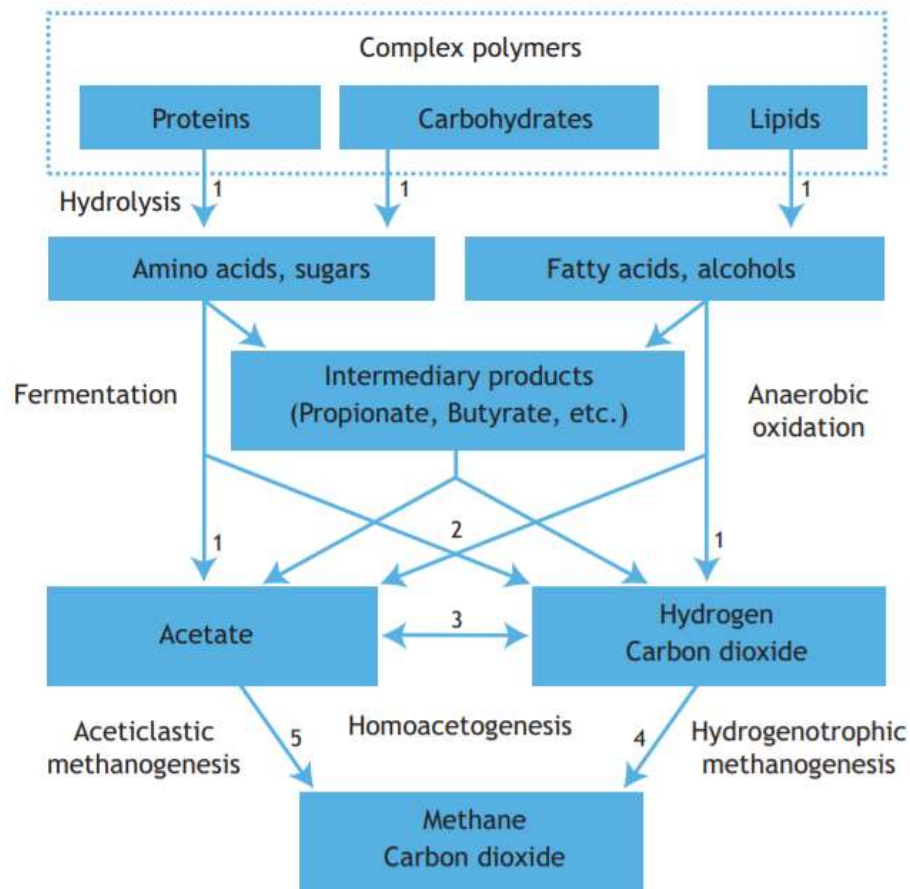 Complex polymers
Proteins
Carbohydrates
Lipids
1
1
1
Hydrolysis
Amino acids, sugars
Fatty acids, alcohols
Fermentation
Intermediary products
(Propionate, Butyrate, etc.)
Anaerobic
oxidation
1
2
1
Acetate
3
Hydrogen
Carbon dioxide
Aceticlastic
methanogenesis
5
Homoacetogenesis
4
Hydrogenotrophic
methanogenesis
Methane
Carbon dioxide